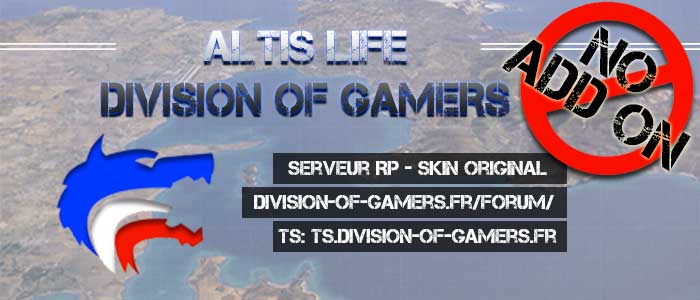 ALTIS LIFE
DIVISION OF GAMERS
NO
ADD ON
SERVEUR RP - SKIN ORIGINAL
DIVISION-OF-GAMERS.FR/FORUM/
TS: TS.DIVISION-OF-GAMERS.FR